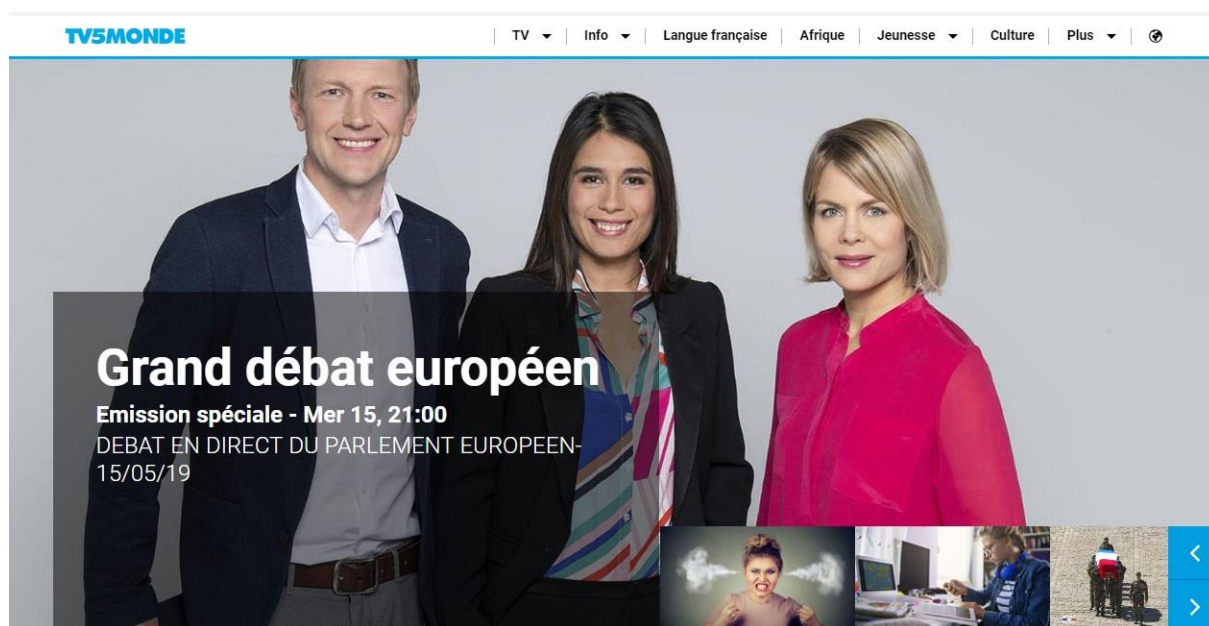 TV5MONDE
TV
Info
Langue française
Afrique
Jeunesse
Culture
Plus
Grand débat européen
Emission spéciale - Mer 15, 21:00
DEBAT EN DIRECT DU PARLEMENT EUROPEEN-
15/05/19